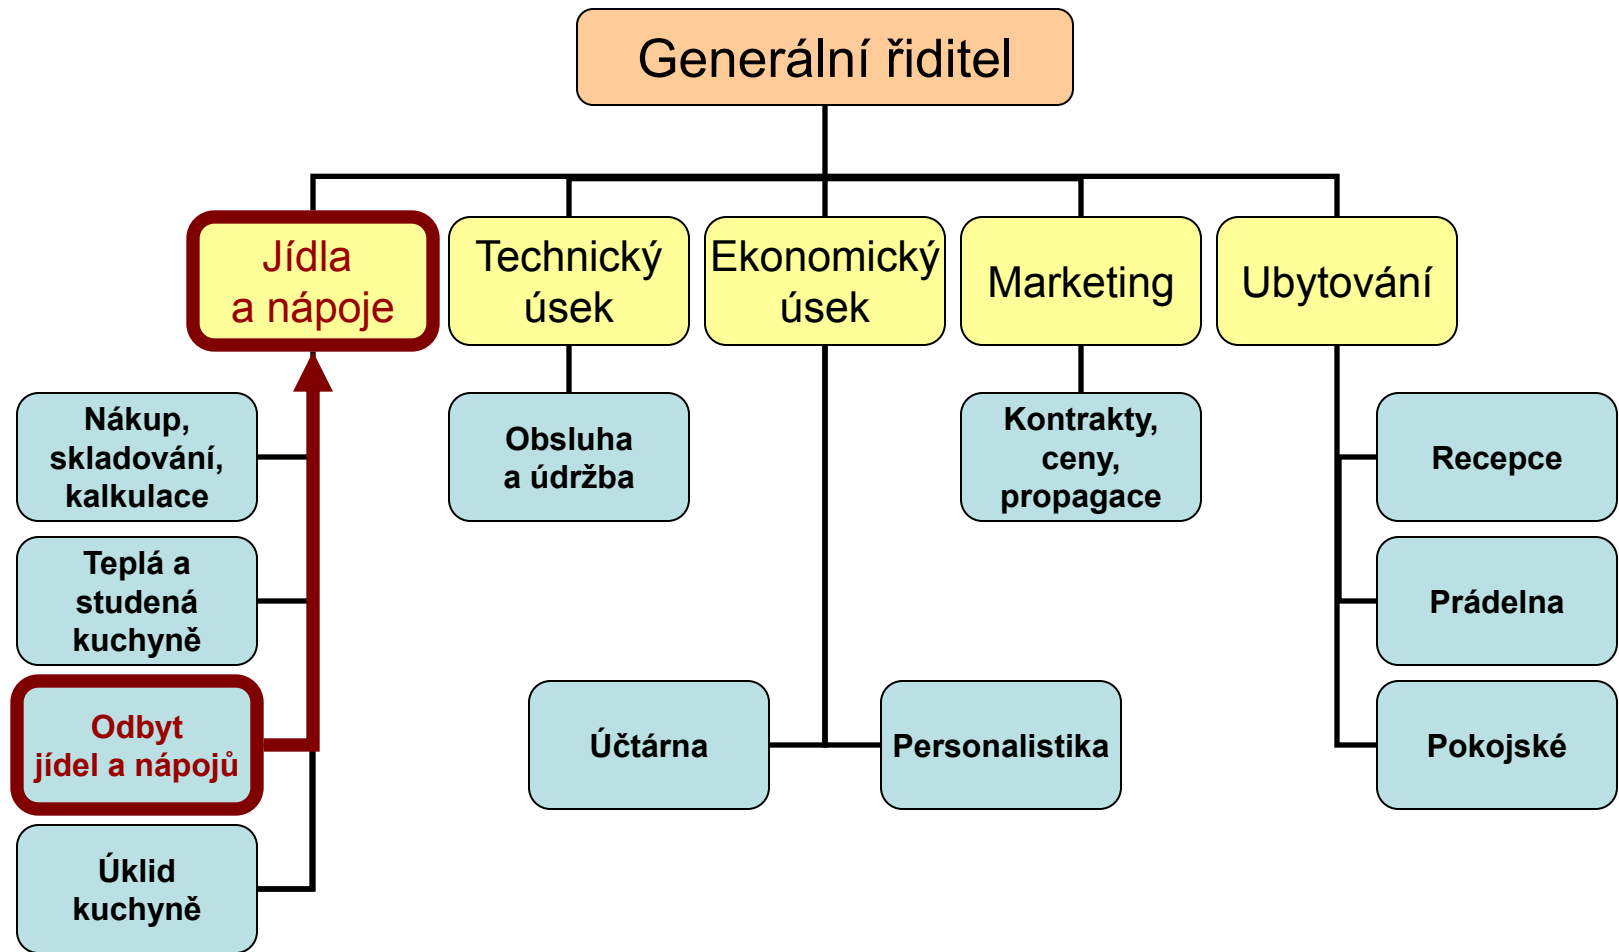 Generální řiditel
Jídla
a nápoje
Technický
úsek
Ekonomický
úsek
Marketing
Ubytování
Nákup,
skladování,
kalkulace
Teplá a
studená
kuchyně
Odbyt
jídel a nápojů
Úklid
kuchyně
Obsluha
a údržba
Účtárna
Personalistika
Kontrakty,
ceny,
propagace
Recepce
Prádelna
Pokojské